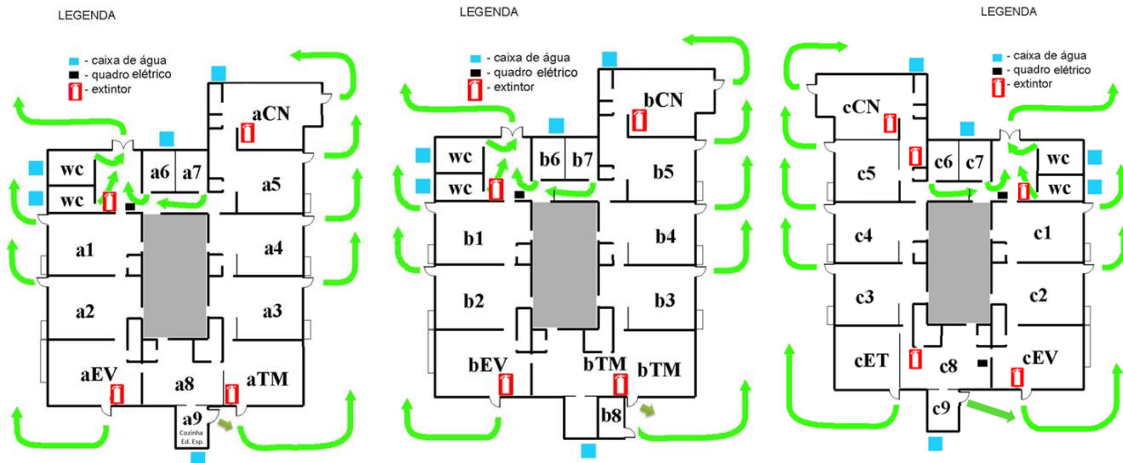 LEGENDA
- caixa de água
- quadro elétrico
- extintor
aCN
wc
a6 a7
wc
a5
a1
a4
a2
a3
aEV
a8
aTM
a9
Cozinha
Ed. Esp.
LEGENDA
- caixa de água
- quadro elétrico
- extintor
bCN
wc
b6 b7
wc
b5
b1
b4
b2
b3
bEV
bTM
bTM
b8
LEGENDA
- caixa de água
- quadro elétrico
- extintor
cCN
c6 c7
wc
c5
wc
c4
c1
c3
c2
cET
c8
cEV
c9